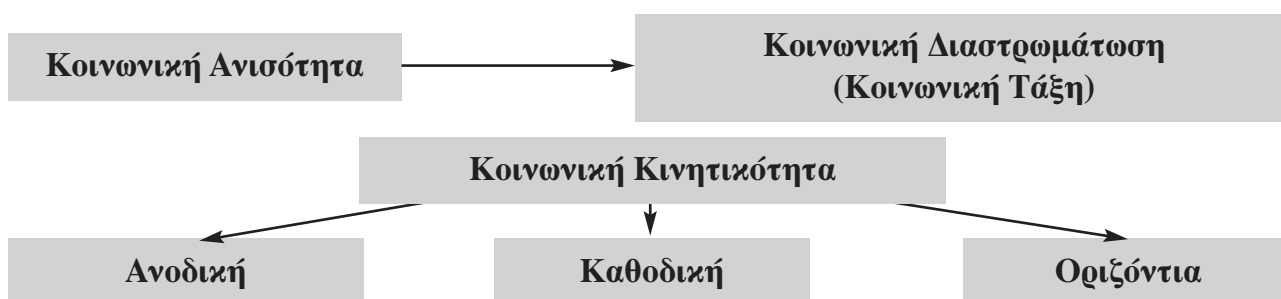 Κοινωνική Ανισότητα
Κοινωνική Διαστρωμάτωση
(Κοινωνική Τάξη)
Κοινωνική Κινητικότητα
Ανοδική
Καθοδική
Οριζόντια